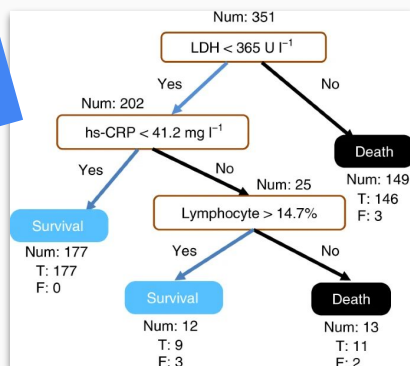 Num: 351
LDH < 365 U l⁻¹
Yes
No
Num: 202
hs-CRP < 41.2 mg l⁻¹
Death
Yes
No
Num: 149
T: 146
F: 3
Num: 25
Survival
Lymphocyte > 14.7%
Num: 177
T: 177
F: 0
Yes
No
Survival
Death
Num: 12
T: 9
F: 3
Num: 13
T: 11
F: 2